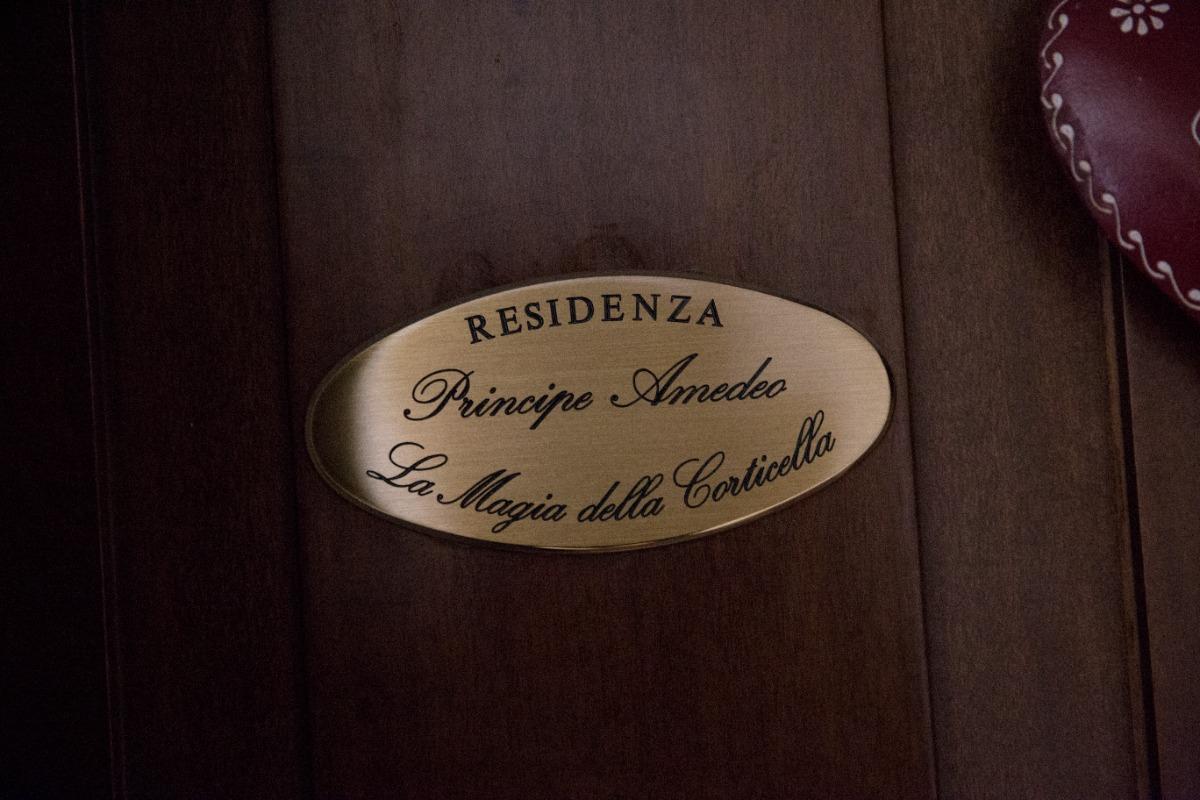 RESIDENZA
Principe Amedeo
La Magia della Corticella